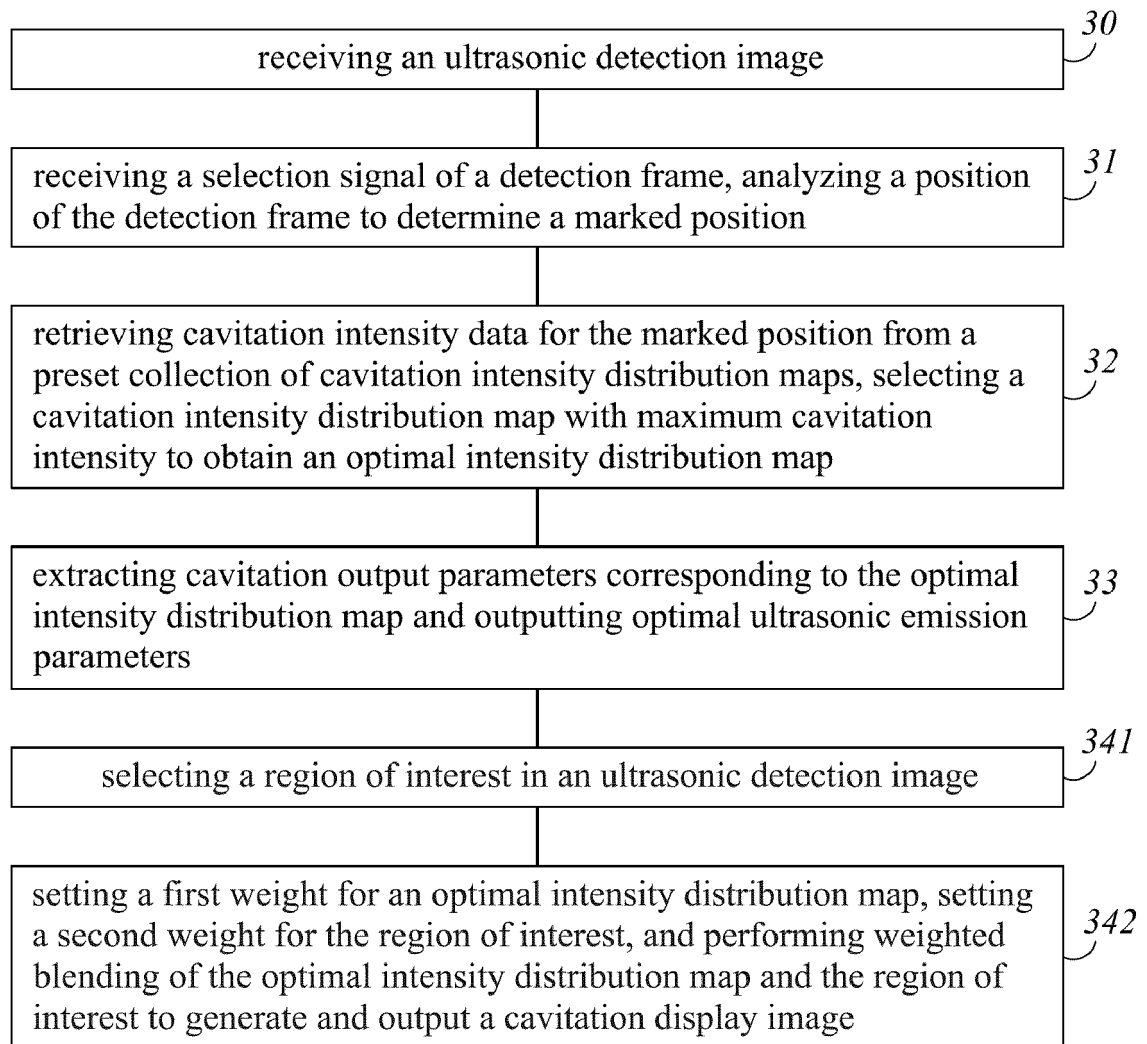 30
receiving an ultrasonic detection image
31
receiving a selection signal of a detection frame, analyzing a position
of the detection frame to determine a marked position
32
retrieving cavitation intensity data for the marked position from a
preset collection of cavitation intensity distribution maps, selecting a
cavitation intensity distribution map with maximum cavitation
intensity to obtain an optimal intensity distribution map
33
extracting cavitation output parameters corresponding to the optimal
intensity distribution map and outputting optimal ultrasonic emission
parameters
341
selecting a region of interest in an ultrasonic detection image
342
setting a first weight for an optimal intensity distribution map, setting
a second weight for the region of interest, and performing weighted
blending of the optimal intensity distribution map and the region of
interest to generate and output a cavitation display image